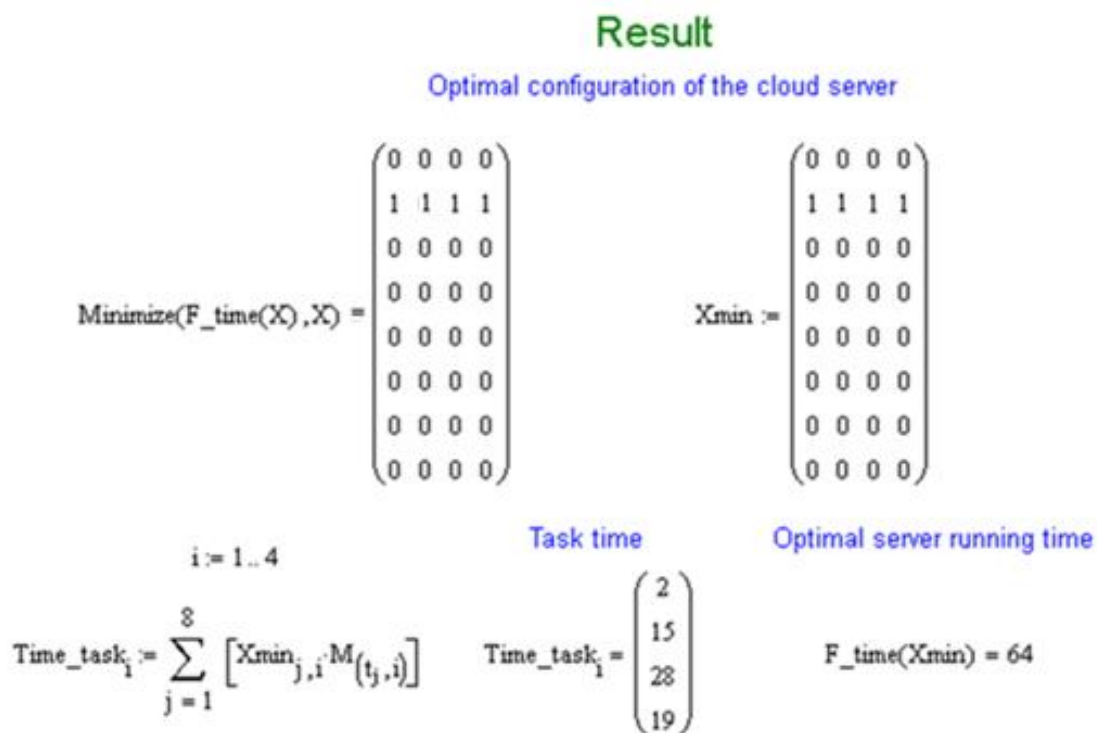 Result
Optimal configuration of the cloud server
Minimize(F_time(X),X) =
0 0 0 0
1 1 1 1
0 0 0 0
0 0 0 0
0 0 0 0
0 0 0 0
0 0 0 0
0 0 0 0
Xmin :=
0 0 0 0
1 1 1 1
0 0 0 0
0 0 0 0
0 0 0 0
0 0 0 0
0 0 0 0
0 0 0 0
i := 1 .. 4
Time_task_i := ∑_{j = 1}^{8} [Xmin_{j,i}·M_{(t_j,i)}]
Task time
Time_task_i =
2
15
28
19
Optimal server running time
F_time(Xmin) = 64